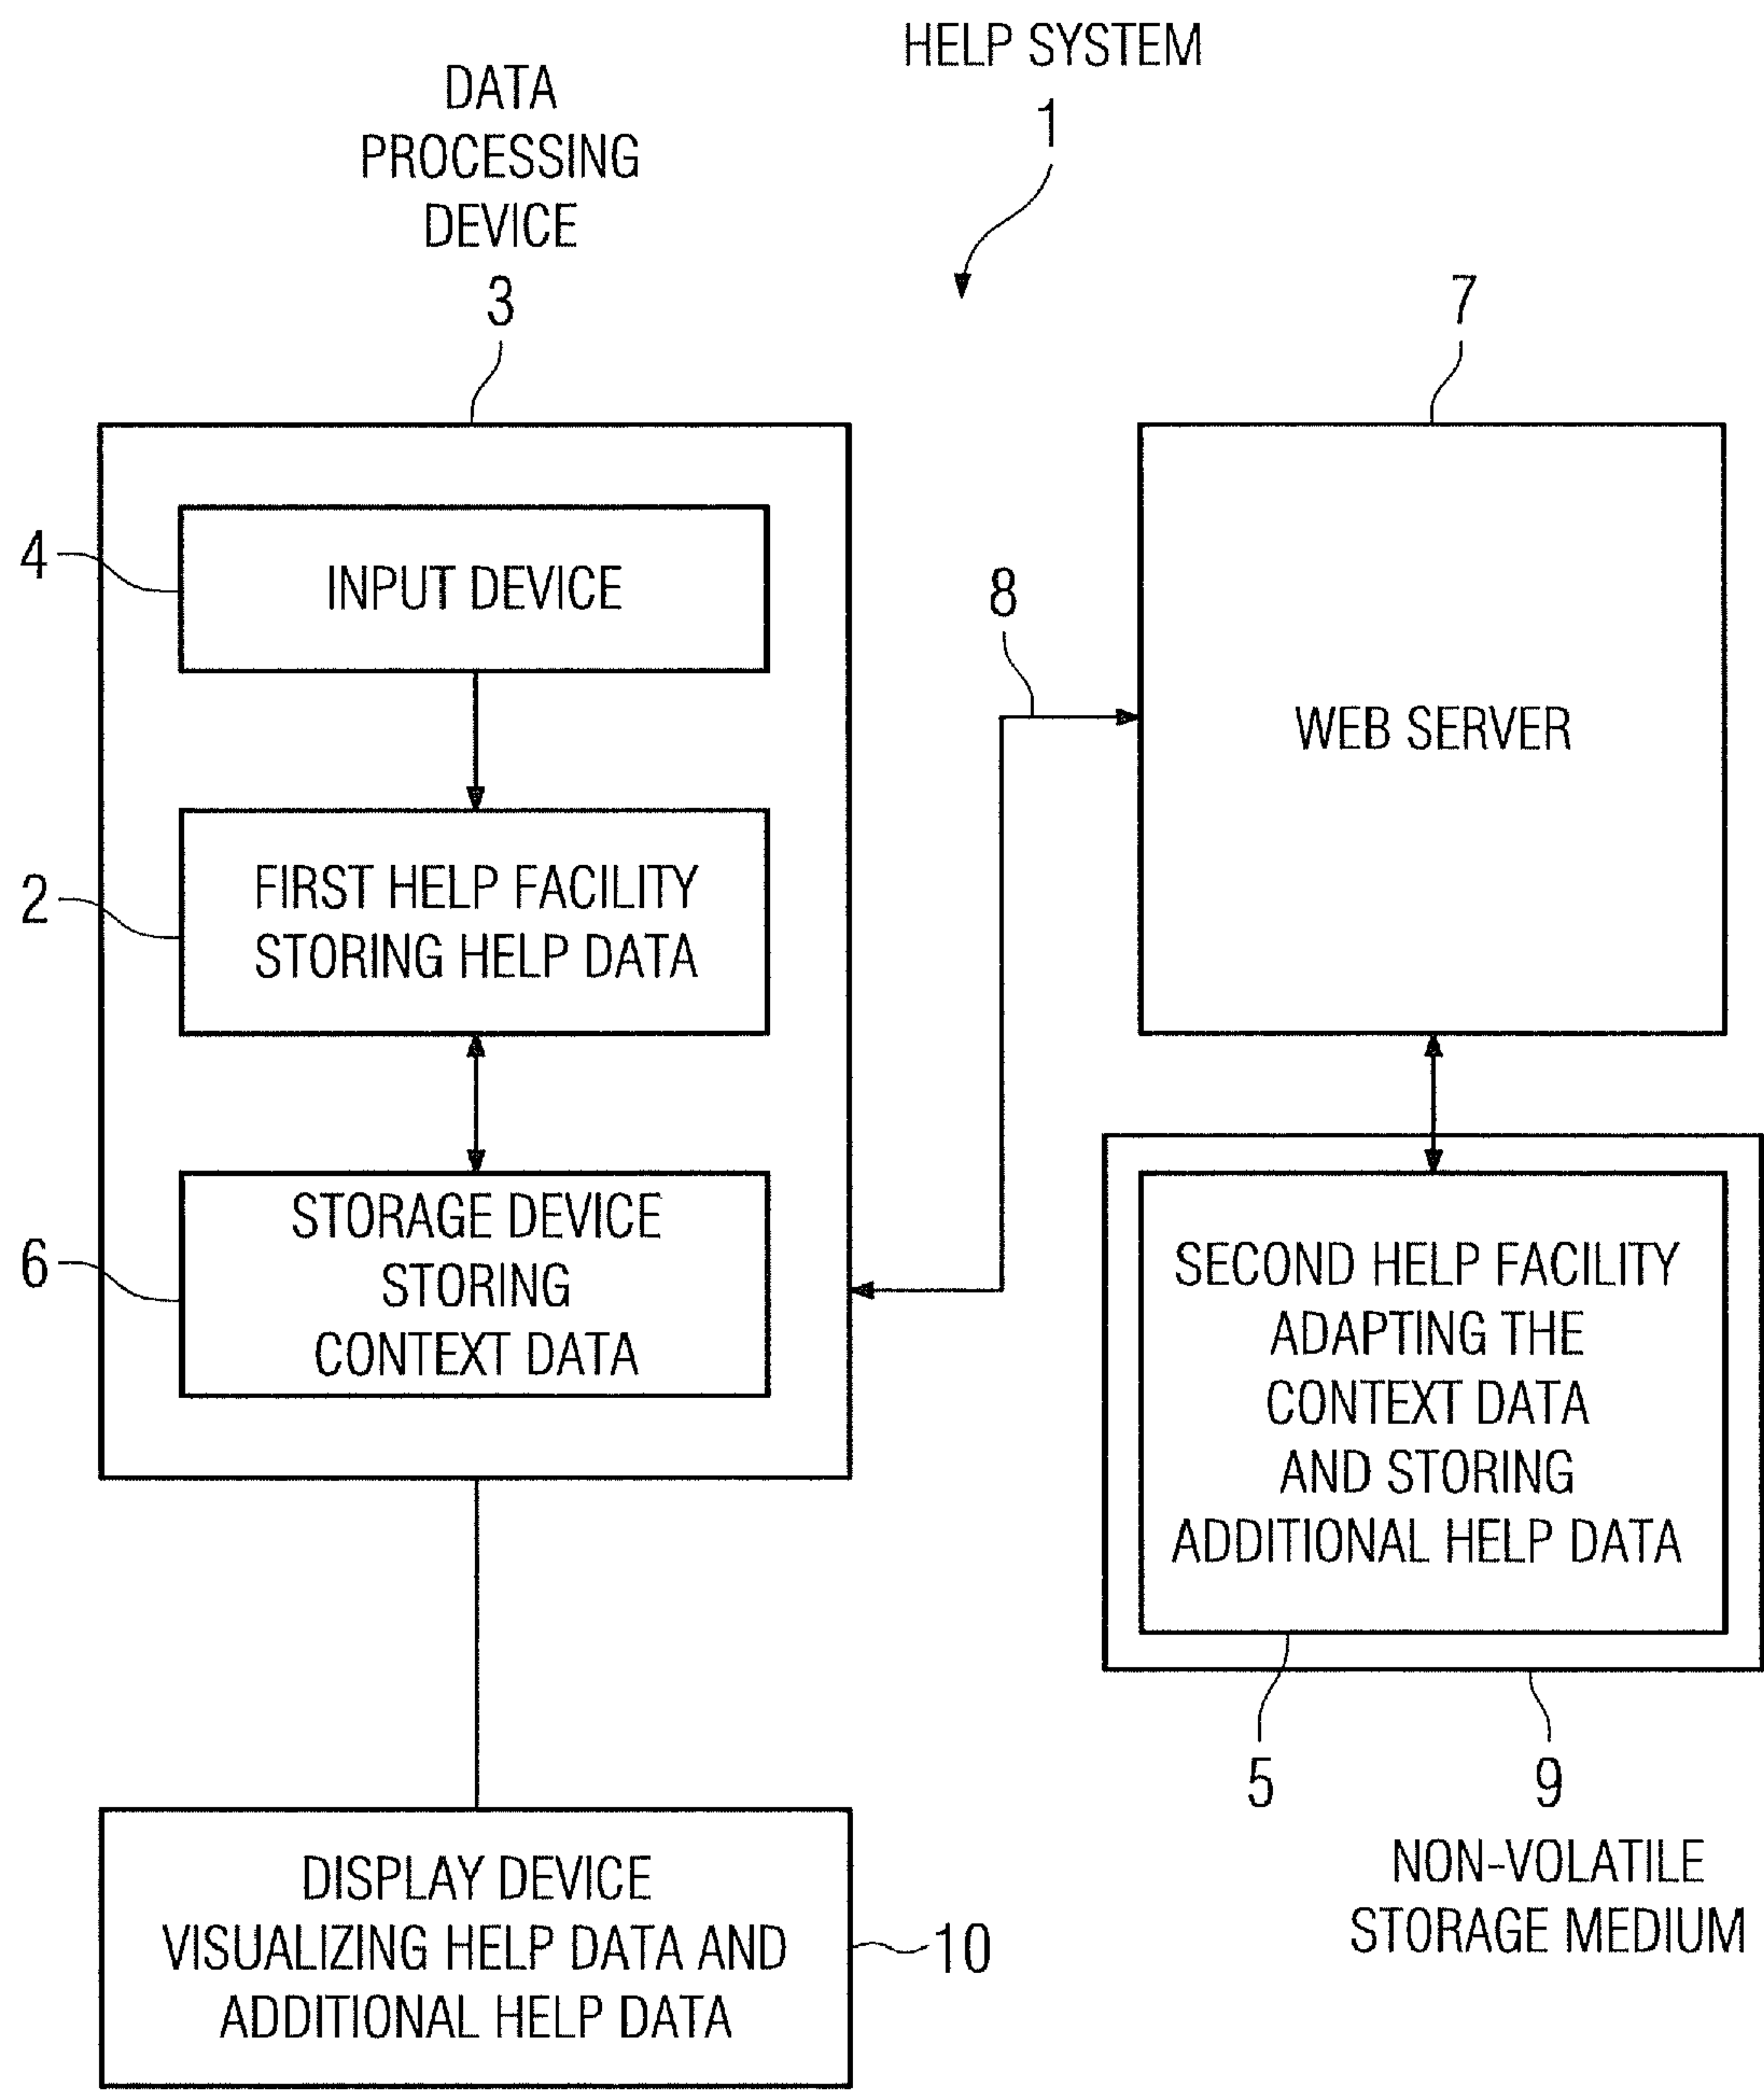 HELP SYSTEM
1
DATA
PROCESSING
DEVICE
3
7
4
INPUT DEVICE
8
WEB SERVER
2
FIRST HELP FACILITY
STORING HELP DATA
6
STORAGE DEVICE
STORING
CONTEXT DATA
SECOND HELP FACILITY
ADAPTING THE
CONTEXT DATA
AND STORING
ADDITIONAL HELP DATA
5
9
NON-VOLATILE
STORAGE MEDIUM
DISPLAY DEVICE
VISUALIZING HELP DATA AND
ADDITIONAL HELP DATA
10